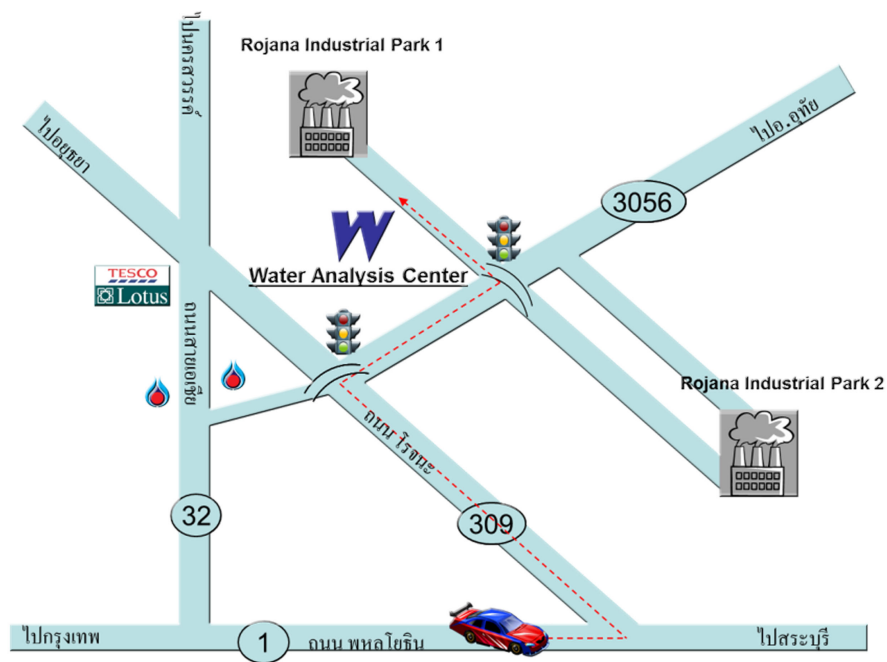 ไปนครสวรรค์
Rojana Industrial Park 1
ไปอยุธยา
ไปอ.อุทัย
3056
W
Water Analysis Center
TESCO
Lotus
ถนนสายเอเซีย
Rojana Industrial Park 2
ถนน โรจนะ
32
309
ไปกรุงเทพ
1
ถนน พหลโยธิน
ไปสระบุรี